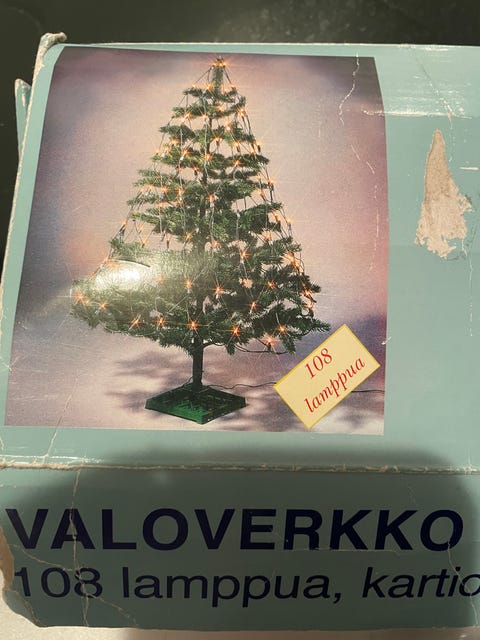 108
lamppua
VALOVERKKO
108 lamppua, kartio